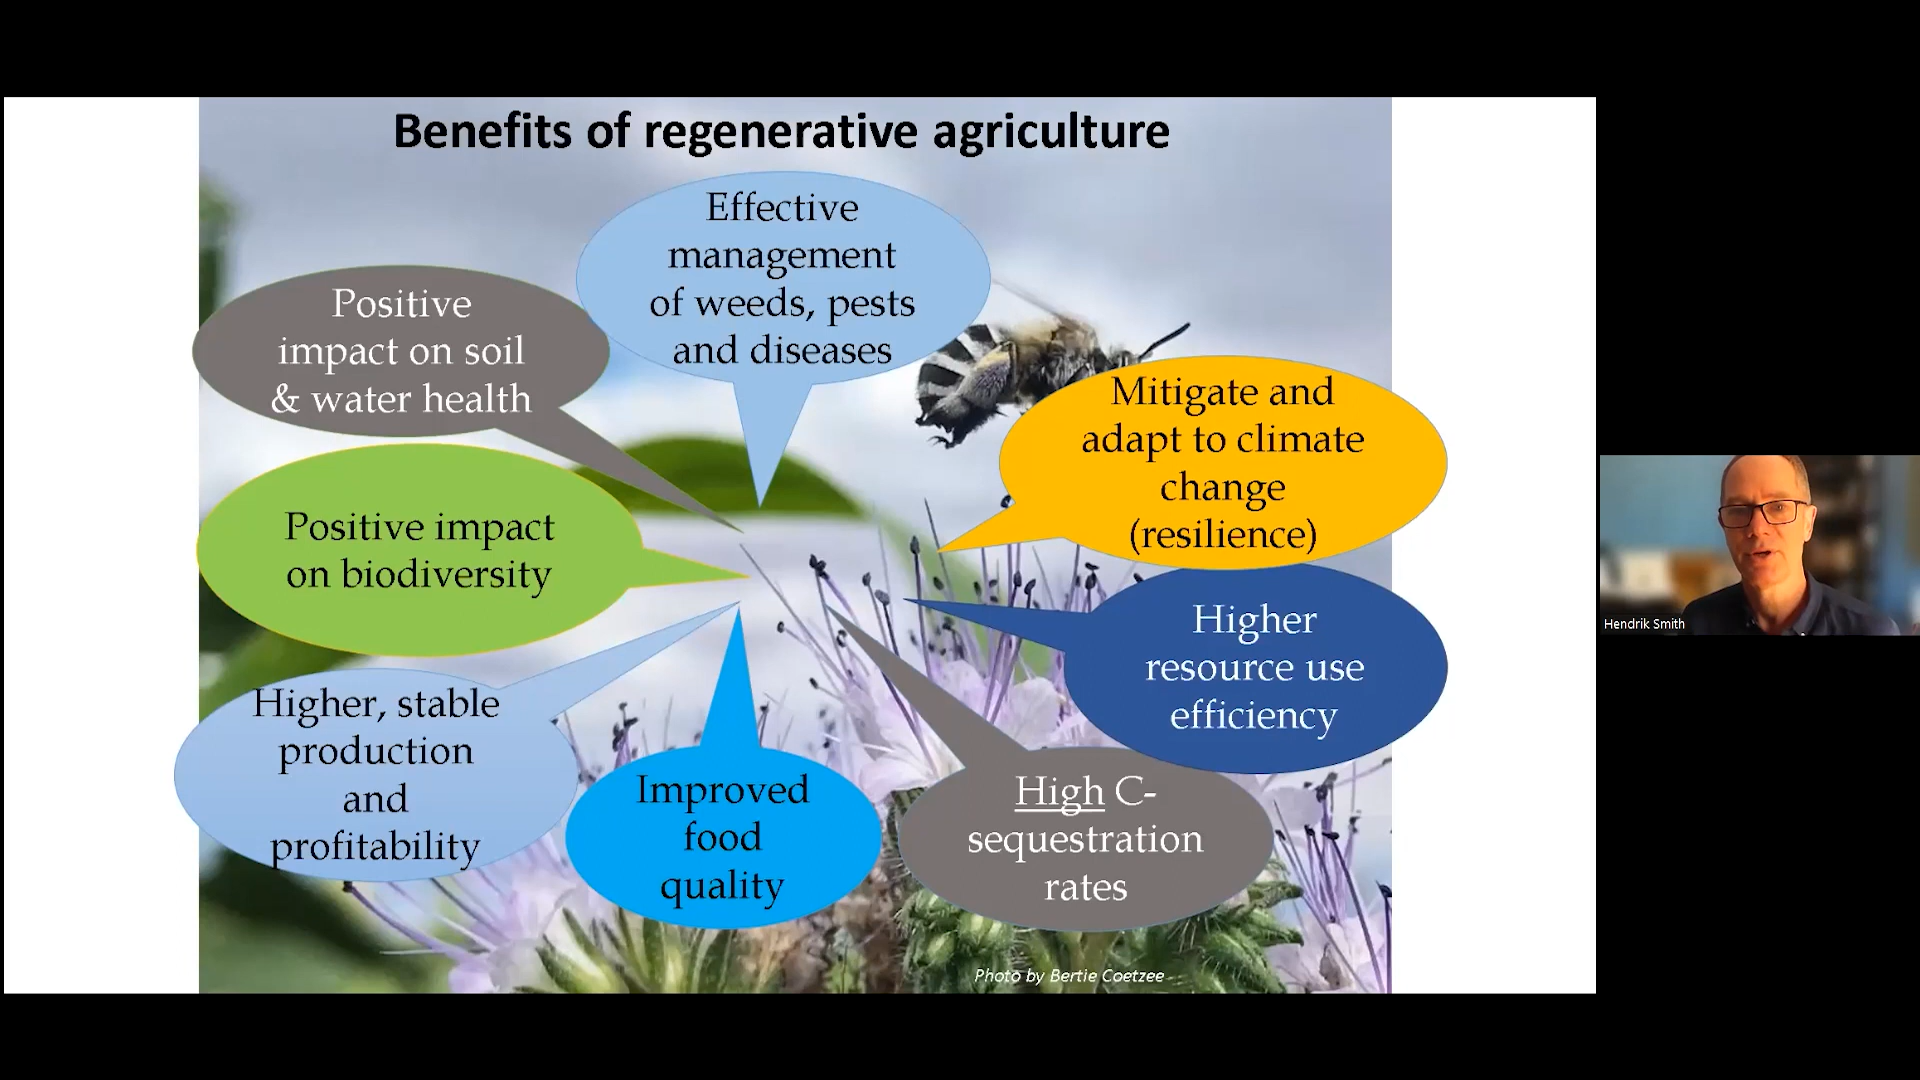 Benefits of regenerative agriculture
Effective
management
of weeds, pests
and diseases
Positive
impact on soil
& water health
Mitigate and
adapt to climate
change
(resilience)
Positive impact
on biodiversity
Higher
resource use
efficiency
Higher, stable
production
and
profitability
Improved
food
quality
High C-
sequestration
rates
Photo by Bertie Coetzee
Hendrik Smith